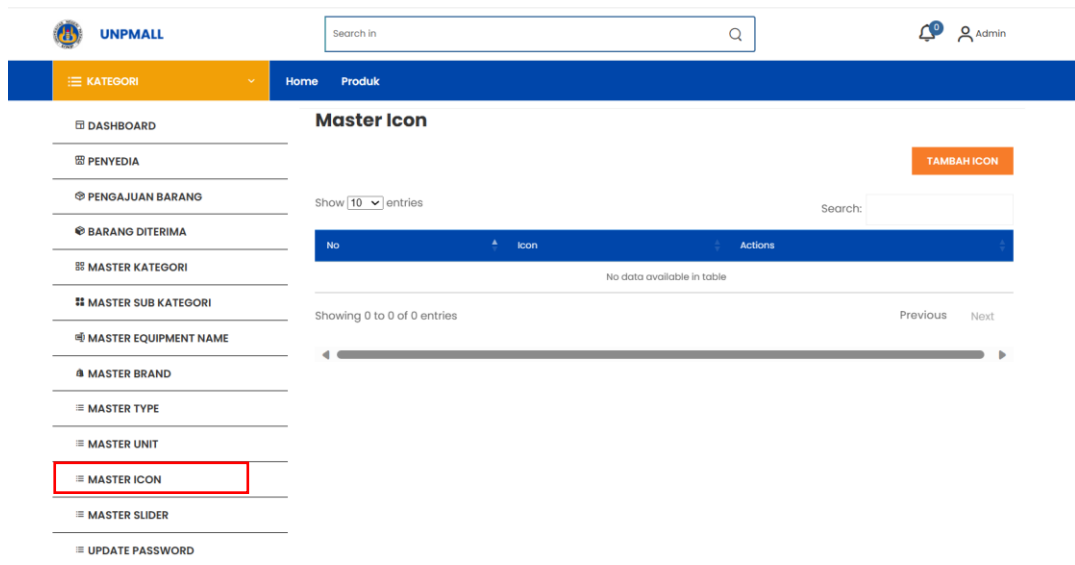 UNPMALL
Search in
0
Admin
KATEGORI
Home Produk
DASHBOARD
PENYEDIA
PENGAJUAN BARANG
BARANG DITERIMA
MASTER KATEGORI
MASTER SUB KATEGORI
MASTER EQUIPMENT NAME
MASTER BRAND
MASTER TYPE
MASTER UNIT
MASTER ICON
MASTER SLIDER
UPDATE PASSWORD
Master Icon
TAMBAH ICON
Show 10 entries
Search:
No Icon Actions
No data available in table
Showing 0 to 0 of 0 entries
Previous Next